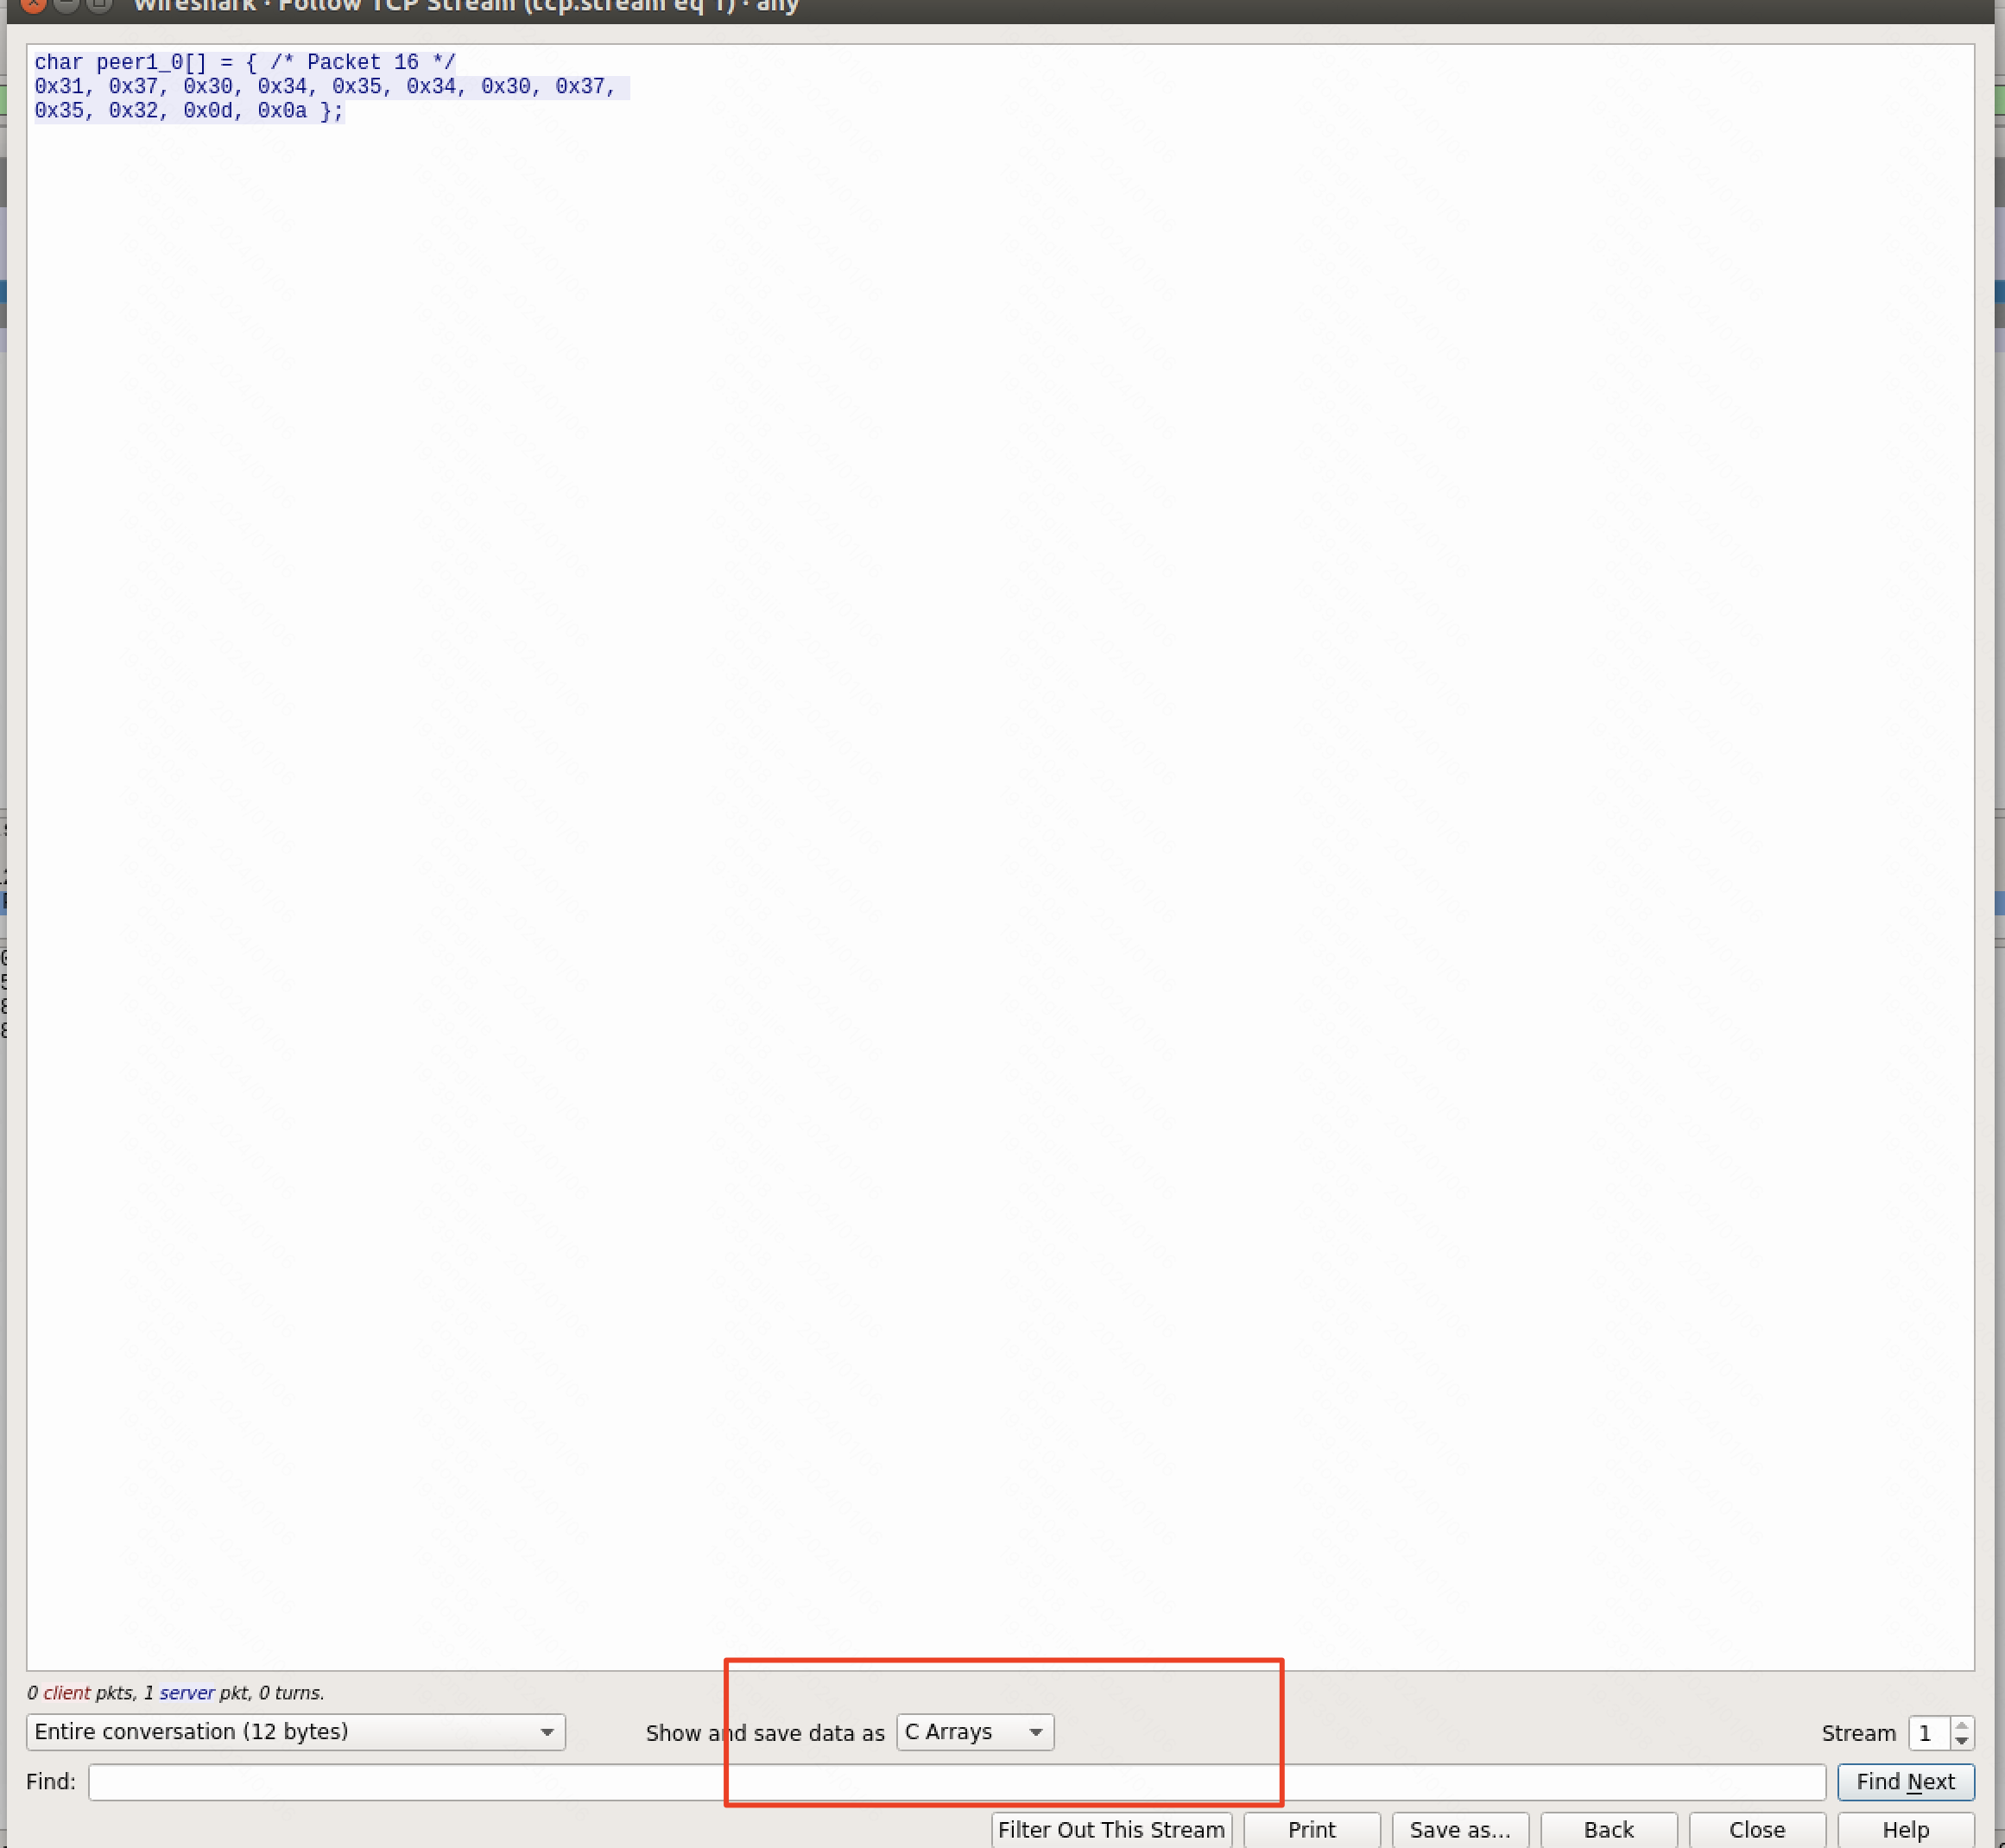 Wireshark · Follow TCP Stream (tcp.stream eq 1) · any
char peer1_0[] = { /* Packet 16 */
0x31, 0x37, 0x30, 0x34, 0x35, 0x34, 0x30, 0x37,
0x35, 0x32, 0x0d, 0x0a };
0 client pkts, 1 server pkt, 0 turns.
Entire conversation (12 bytes) Show and save data as C Arrays Stream 1
Find: Find Next
Filter Out This Stream Print Save as... Back Close Help